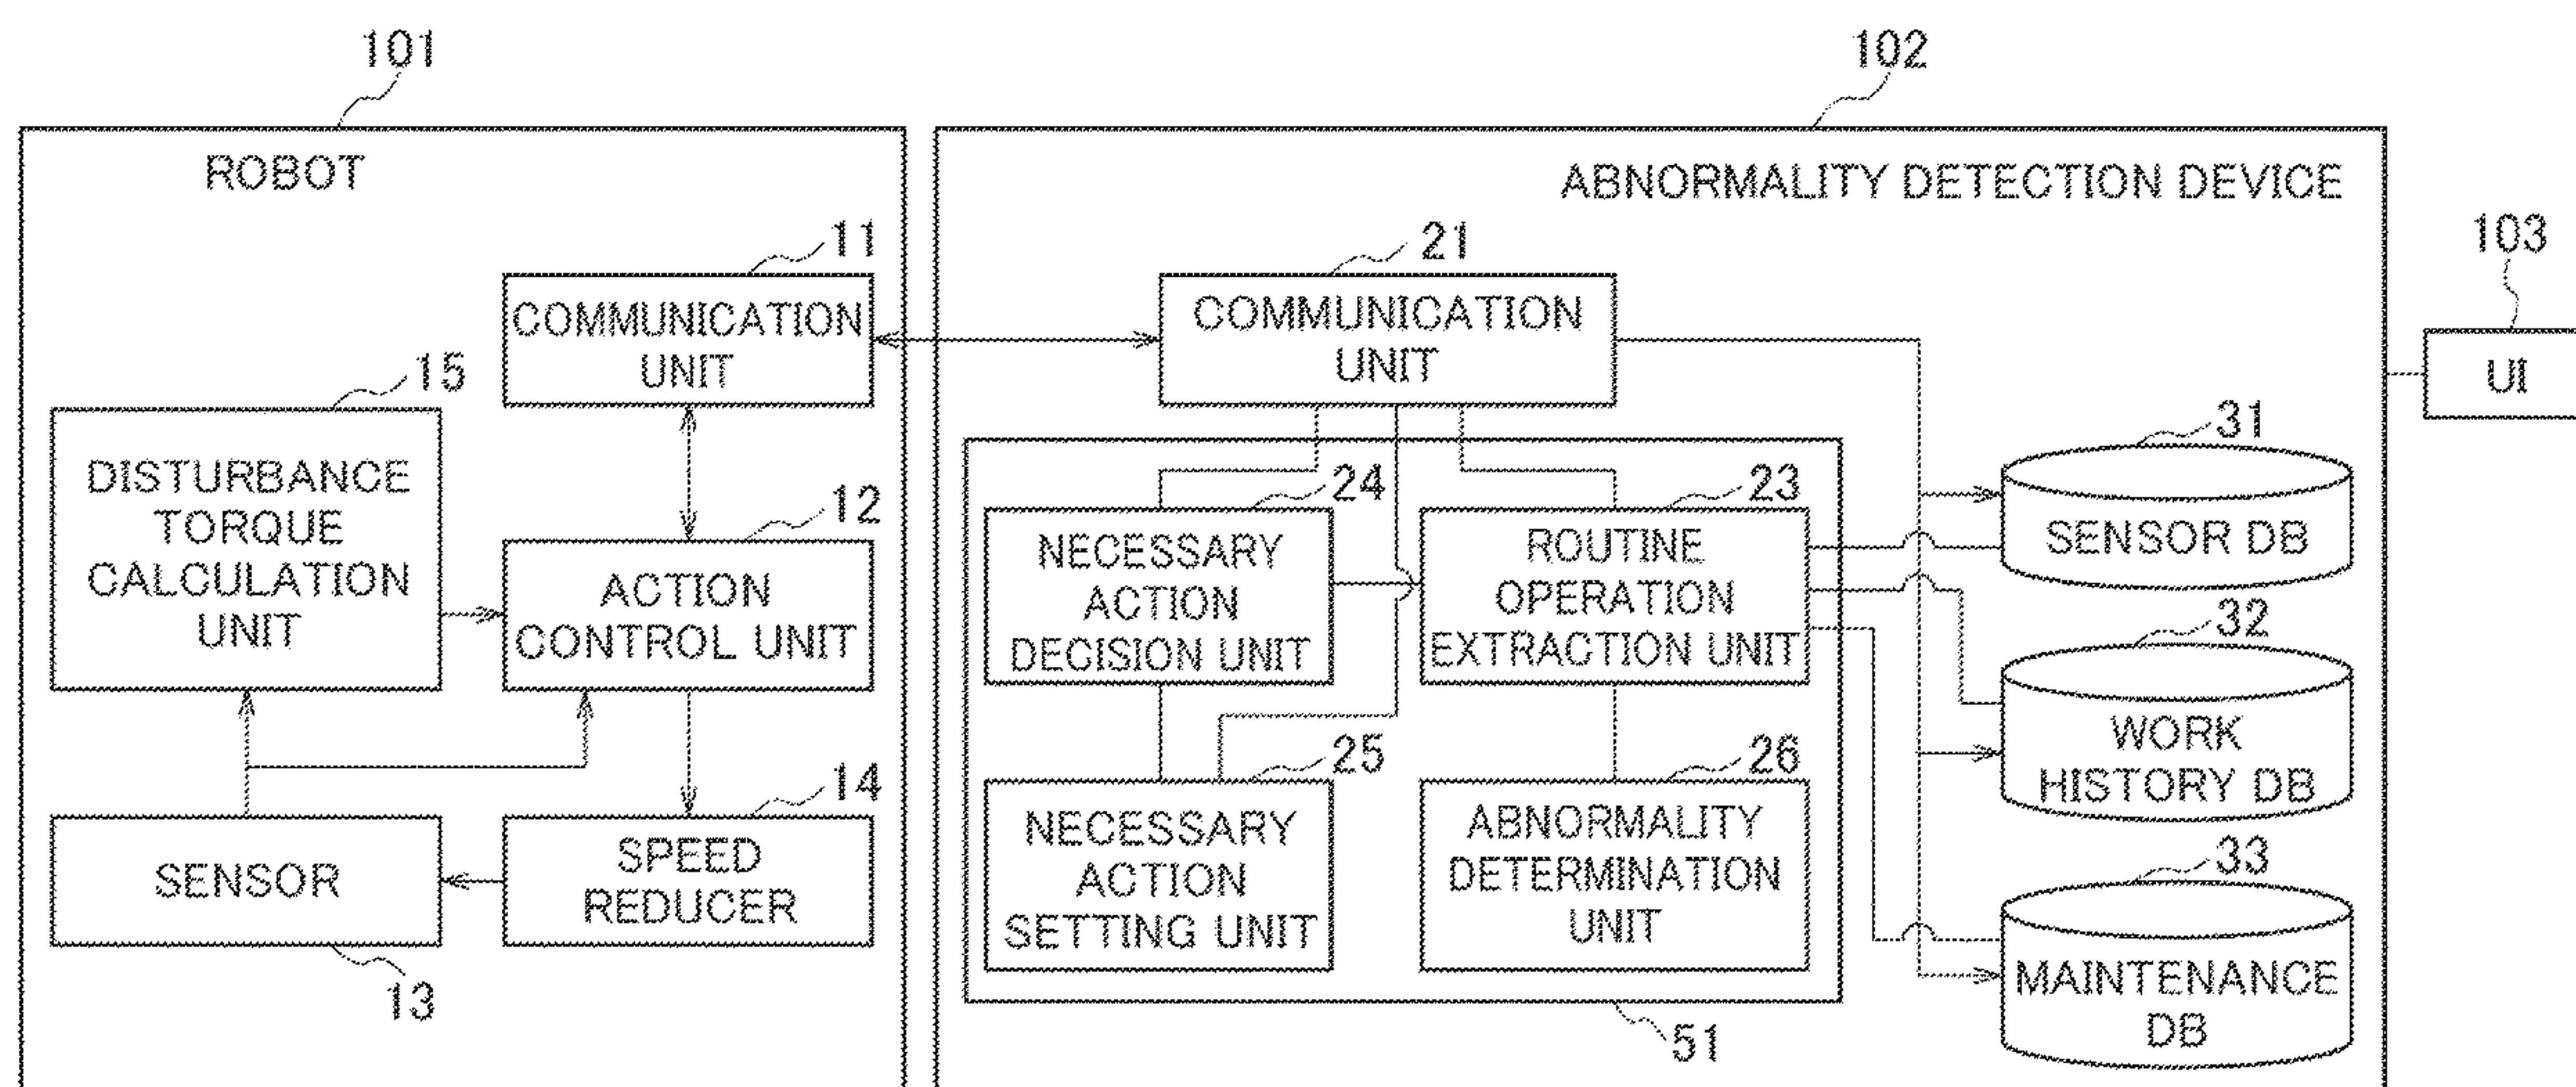 101
102
ROBOT
ABNORMALITY DETECTION DEVICE
103
UI
11
COMMUNICATION
UNIT
21
COMMUNICATION
UNIT
15
DISTURBANCE
TORQUE
CALCULATION
UNIT
12
ACTION
CONTROL UNIT
14
SPEED
REDUCER
SENSOR
13
24
NECESSARY
ACTION
DECISION UNIT
23
ROUTINE
OPERATION
EXTRACTION UNIT
25
NECESSARY
ACTION
SETTING UNIT
26
ABNORMALITY
DETERMINATION
UNIT
51
31
SENSOR DB
32
WORK
HISTORY DB
33
MAINTENANCE
DB